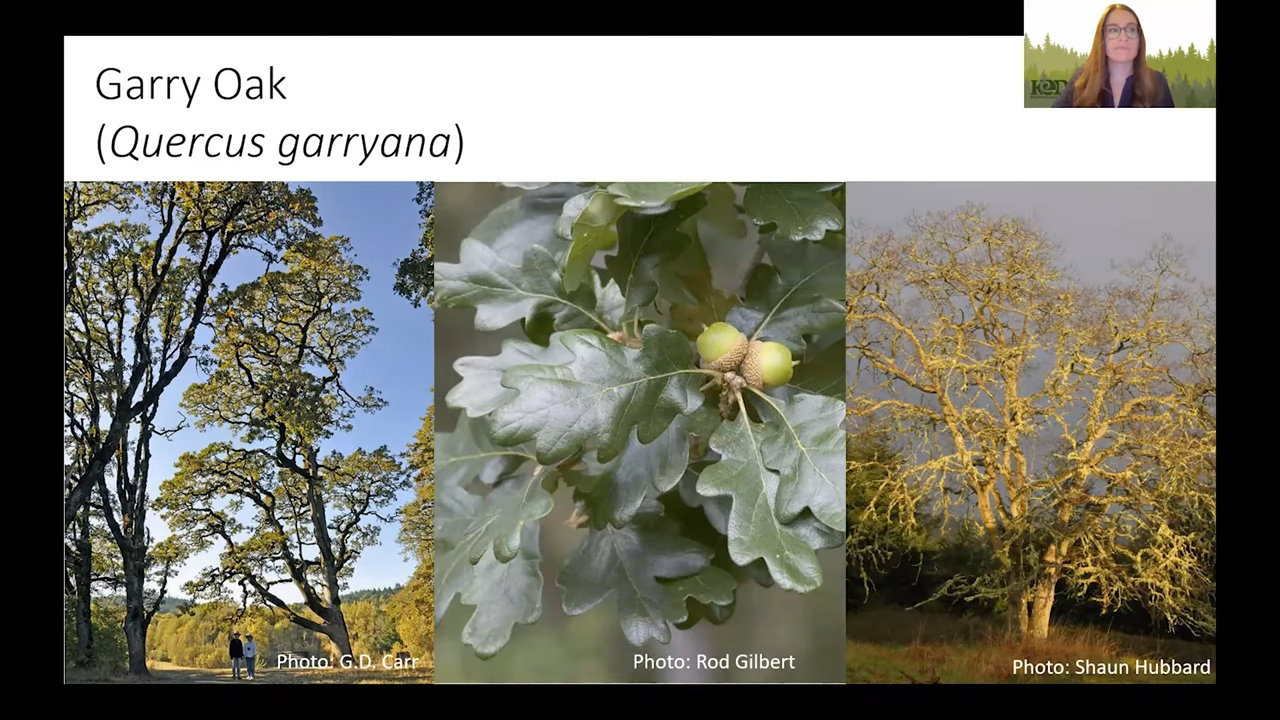 Garry Oak
(Quercus garryana)
Photo: G.D. Carr
Photo: Rod Gilbert
Photo: Shaun Hubbard